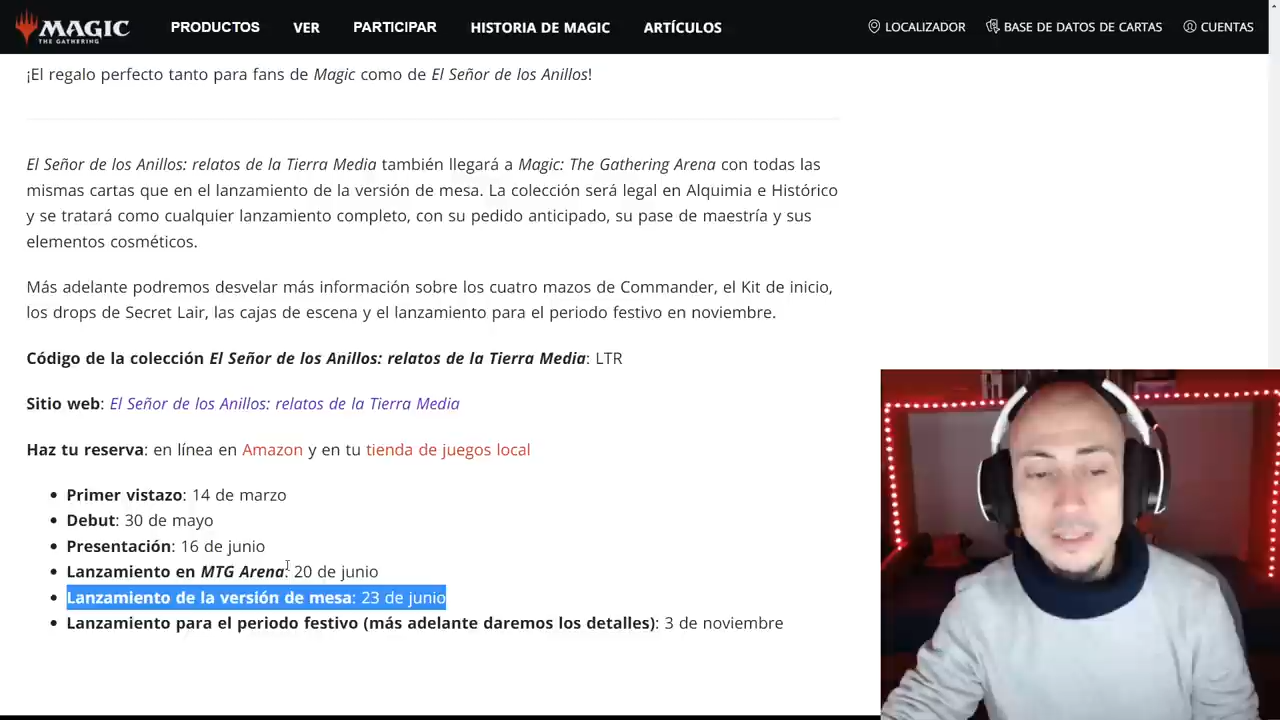 MAGIC
THE GATHERING
PRODUCTOS VER PARTICIPAR HISTORIA DE MAGIC ARTÍCULOS LOCALIZADOR BASE DE DATOS DE CARTAS CUENTAS
¡El regalo perfecto tanto para fans de Magic como de El Señor de los Anillos!
El Señor de los Anillos: relatos de la Tierra Media también llegará a Magic: The Gathering Arena con todas las
mismas cartas que en el lanzamiento de la versión de mesa. La colección será legal en Alquimia e Histórico
y se tratará como cualquier lanzamiento completo, con su pedido anticipado, su pase de maestría y sus
elementos cosméticos.
Más adelante podremos desvelar más información sobre los cuatro mazos de Commander, el Kit de inicio,
los drops de Secret Lair, las cajas de escena y el lanzamiento para el periodo festivo en noviembre.
Código de la colección El Señor de los Anillos: relatos de la Tierra Media: LTR
Sitio web: El Señor de los Anillos: relatos de la Tierra Media
Haz tu reserva: en línea en Amazon y en tu tienda de juegos local
• Primer vistazo: 14 de marzo
• Debut: 30 de mayo
• Presentación: 16 de junio
• Lanzamiento en MTG Arena: 20 de junio
• Lanzamiento de la versión de mesa: 23 de junio
• Lanzamiento para el periodo festivo (más adelante daremos los detalles): 3 de noviembre